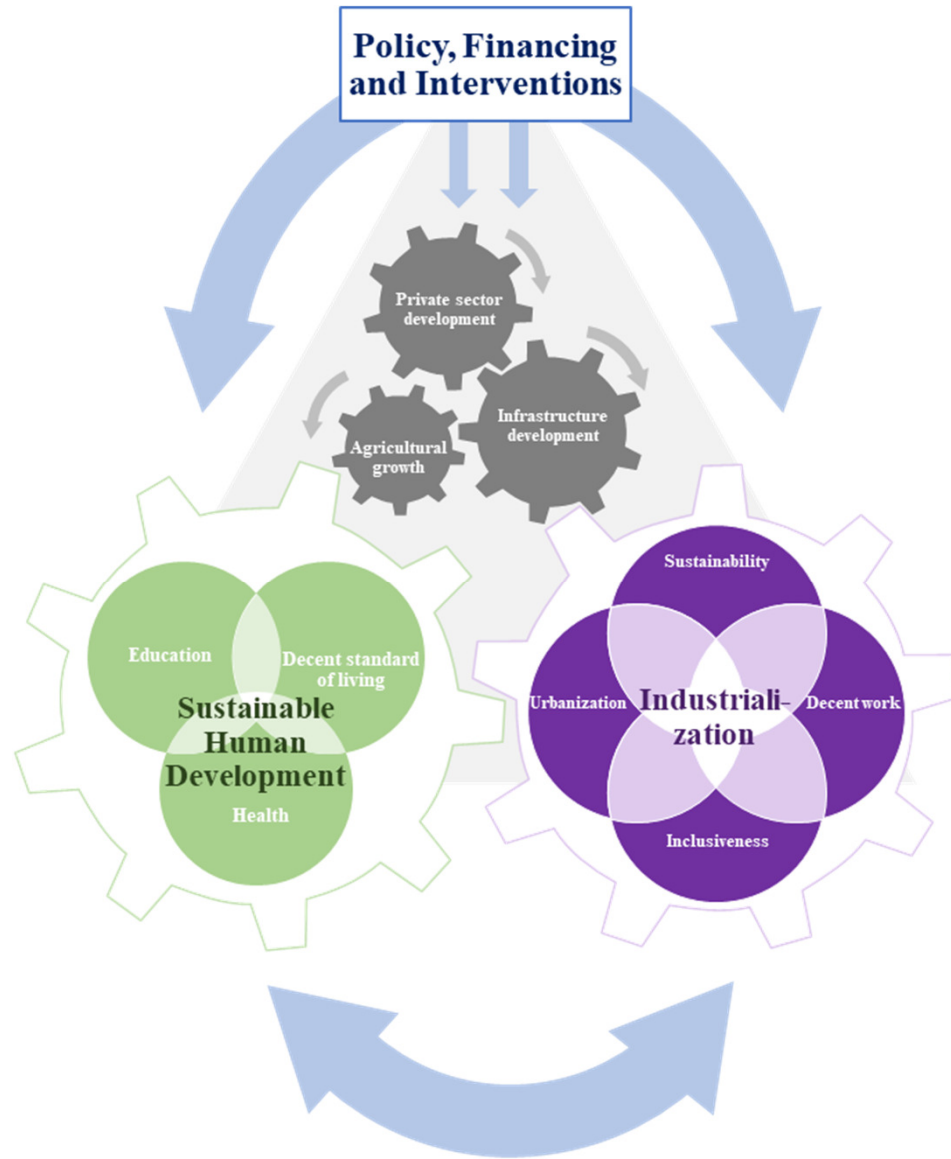 Policy, Financing
and Interventions
Private sector
development
Infrastructure
development
Agricultural
growth
Education
Decent standard
of living
Sustainable
Human
Development
Health
Sustainability
Urbanization
Industriali-
zation
Decent work
Inclusiveness